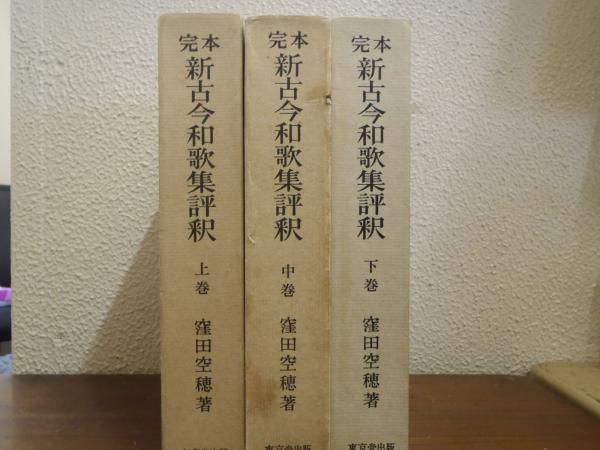 完本
新古今和歌集評釈
上巻
窪田空穂著
完本
新古今和歌集評釈
中巻
窪田空穂著
東京堂出版
完本
新古今和歌集評釈
下巻
窪田空穂著
東京堂出版